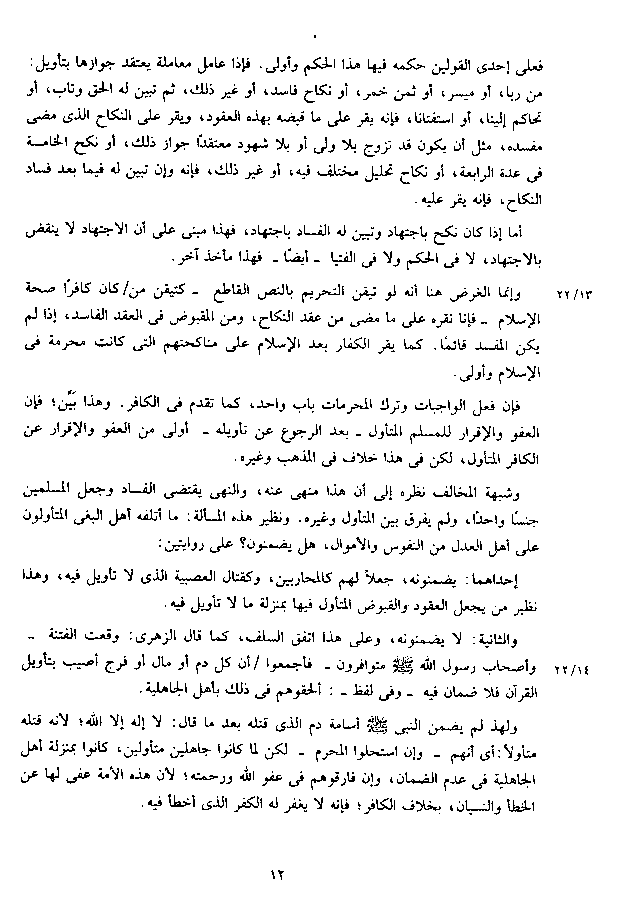 فعلى إحدى القولين حكمه فيها هذا الحكم وأولى. فإذا عامل معاملة يعتقد جوازها بتأويل:
من ربا، أو ميسر، أو ثمن خمر، أو نكاح فاسد، أو غير ذلك، ثم تبين له الحق وتاب، أو
تحاكم إلينا، أو استفتانا، فإنه يقر على ما قبضه بهذه العقود، ويقر على النكاح الذى مضى
مفسده، مثل أن يكون قد تزوج بلا ولى أو بلا شهود معتقدًا جواز ذلك، أو نكح الخامسة
فى عدة الرابعة، أو نكاح تحليل مختلف فيه، أو غير ذلك، فإنه وإن تبين له فيما بعد فساد
النكاح، فإنه يقر عليه.
أما إذا كان نكح باجتهاد وتبين له الفساد باجتهاد، فهذا مبنى على أن الاجتهاد لا ينقض
بالاجتهاد، لا فى الحكم ولا فى الفتيا ـ أيضًا ـ فهذا مأخذ آخر.
٢٢/١٣ وإنما الغرض هنا أنه لو تيقن التحريم بالنص القاطع ـ كتيقن من/ كان كافرًا صحة
الإسلام ـ فإنا نقره على ما مضى من عقد النكاح، ومن المقبوض فى العقد الفاسد، إذا لم
يكن المفسد قائمًا. كما يقر الكفار بعد الإسلام على مناكحتهم التى كانت محرمة فى
الإسلام وأولى.
فإن فعل الواجبات وترك المحرمات باب واحد، كما تقدم فى الكافر. وهذا بَيِّن؛ فإن
العفو والإقرار للمسلم المتأول ـ بعد الرجوع عن تأويله ـ أولى من العفو والإقرار عن
الكافر المتأول، لكن فى هذا خلاف فى المذهب وغيره.
وشبهة المخالف نظره إلى أن هذا منهى عنه، والنهى يقتضى الفساد وجعل المسلمين
جنسًا واحدًا، ولم يفرق بين المتأول وغيره. ونظير هذه المسألة: ما أتلفه أهل البغى المتأولون
على أهل العدل من النفوس والأموال، هل يضمنون؟ على روايتين:
إحداهما: يضمنونه، جعلاً لهم كالمحاربين، وكقتال العصبية الذى لا تأويل فيه، وهذا
نظير من يجعل العقود والقبوض المتأول فيها بمنزلة ما لا تأويل فيه.
والثانية: لا يضمنونه، وعلى هذا اتفق السلف، كما قال الزهرى: وقعت الفتنة ـ
٢٢/١٤ وأصحاب رسول الله ﷺ متوافرون ـ فأجمعوا / أن كل دم أو مال أو فرج أصيب بتأويل
القرآن فلا ضمان فيه ـ وفى لفظ ـ : ألحقوهم فى ذلك بأهل الجاهلية.
ولهذا لم يضمن النبى ﷺ أسامة دم الذى قتله بعد ما قال: لا إله إلا الله؛ لأنه قتله
متأولاً: أى أنهم ـ وإن استحلوا المحرم ـ لكن لما كانوا جاهلين متأولين، كانوا بمنزلة أهل
الجاهلية فى عدم الضمان، وإن فارقوهم فى عفو الله ورحمته؛ لأن هذه الأمة عفى لها عن
الخطأ والنسيان، بخلاف الكافر؛ فإنه لا يغفر له الكفر الذى أخطأ فيه.
١٢